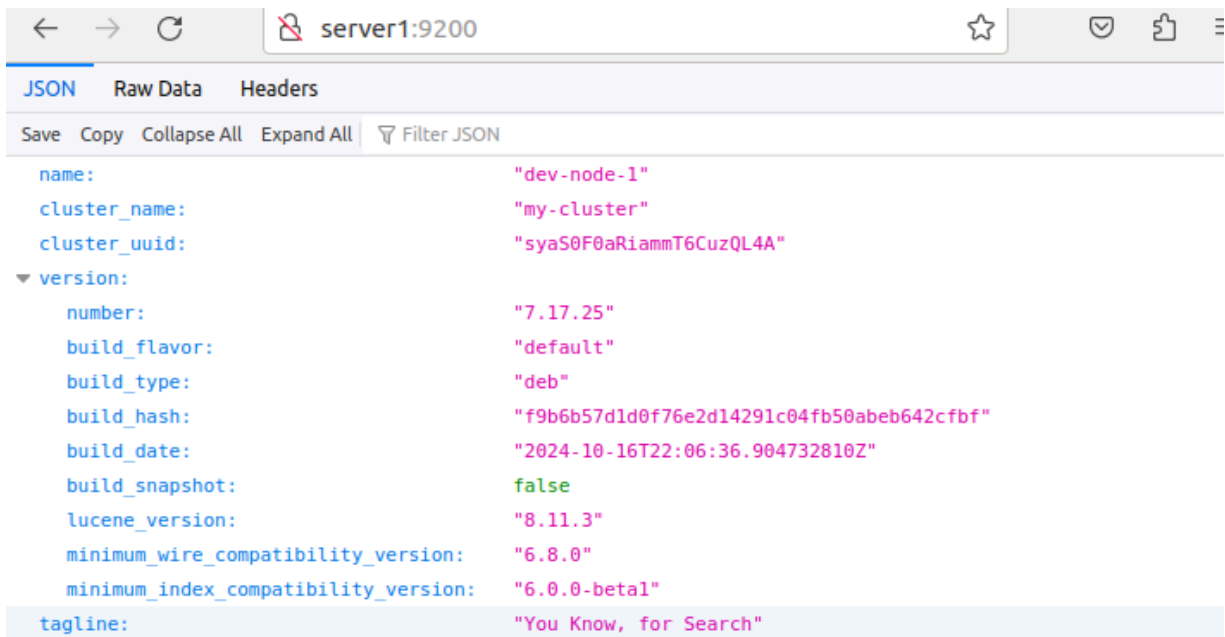 server1:9200
JSON Raw Data Headers
Save Copy Collapse All Expand All Filter JSON
name: "dev-node-1"
cluster_name: "my-cluster"
cluster_uuid: "syaS0F0aRiammT6CuzQL4A"
version:
number: "7.17.25"
build_flavor: "default"
build_type: "deb"
build_hash: "f9b6b57d1d0f76e2d14291c04fb50abeb642cfbf"
build_date: "2024-10-16T22:06:36.904732810Z"
build_snapshot: false
lucene_version: "8.11.3"
minimum_wire_compatibility_version: "6.8.0"
minimum_index_compatibility_version: "6.0.0-beta1"
tagline: "You Know, for Search"